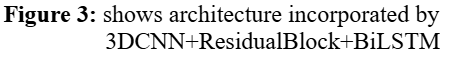 Figure 3: shows architecture incorporated by
3DCNN+ResidualBlock+BiLSTM